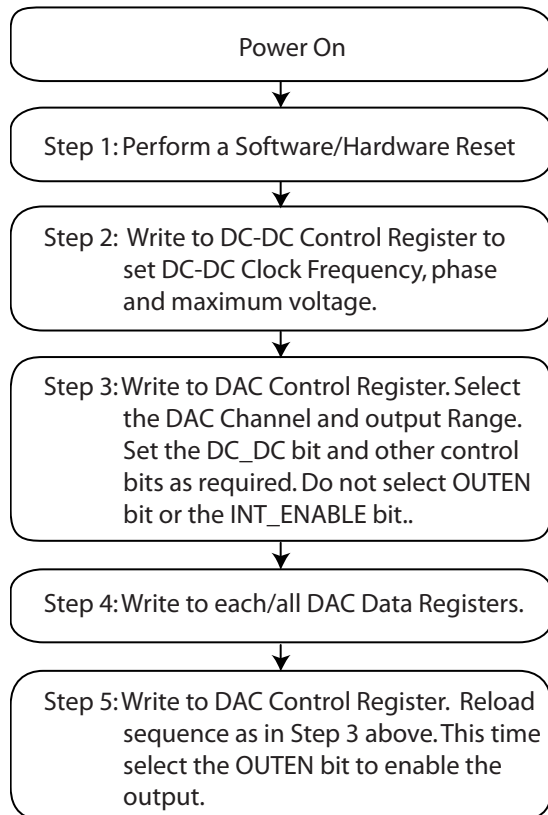 Power On
Step 1: Perform a Software/Hardware Reset
Step 2: Write to DC-DC Control Register to
set DC-DC Clock Frequency, phase
and maximum voltage.
Step 3: Write to DAC Control Register. Select
the DAC Channel and output Range.
Set the DC_DC bit and other control
bits as required. Do not select OUTEN
bit or the INT_ENABLE bit..
Step 4: Write to each/all DAC Data Registers.
Step 5: Write to DAC Control Register. Reload
sequence as in Step 3 above. This time
select the OUTEN bit to enable the
output.